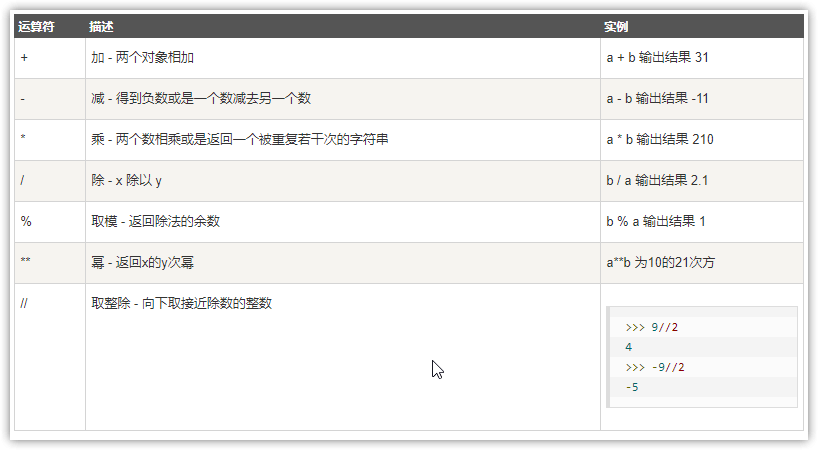 运算符 描述 实例
+ 加 - 两个对象相加 a + b 输出结果 31
- 减 - 得到负数或是一个数减去另一个数 a - b 输出结果 -11
* 乘 - 两个数相乘或是返回一个被重复若干次的字符串 a * b 输出结果 210
/ 除 - x 除以 y b / a 输出结果 2.1
% 取模 - 返回除法的余数 b % a 输出结果 1
** 幂 - 返回x的y次幂 a**b 为10的21次方
// 取整除 - 向下取接近除数的整数
>>> 9//2
4
>>> -9//2
-5